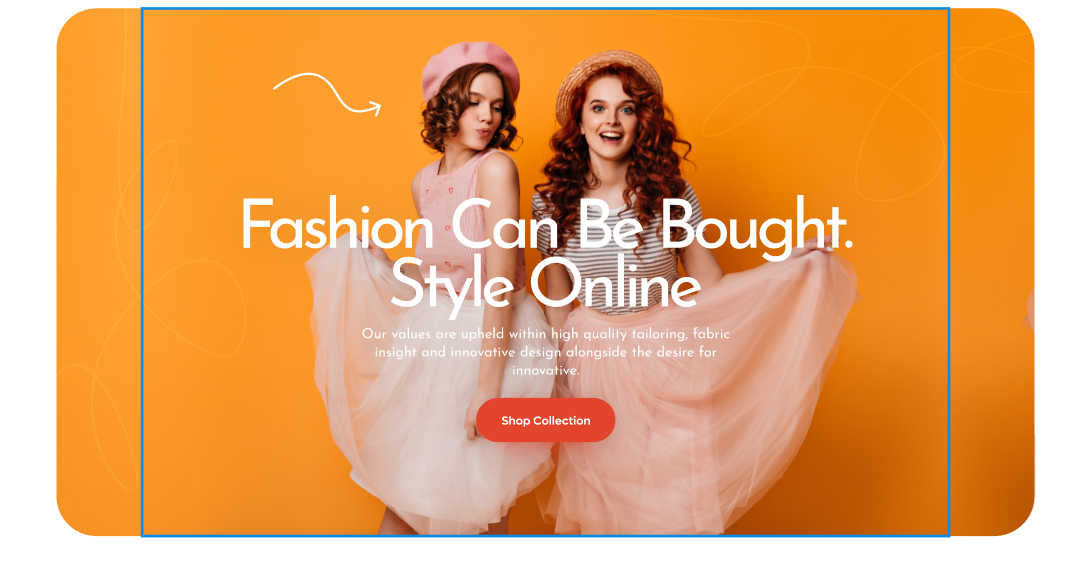 Fashion Can Be Bought.
Style Online
Our values are upheld within high quality tailoring, fabric
insight and innovative design alongside the desire for
innovative.
Shop Collection